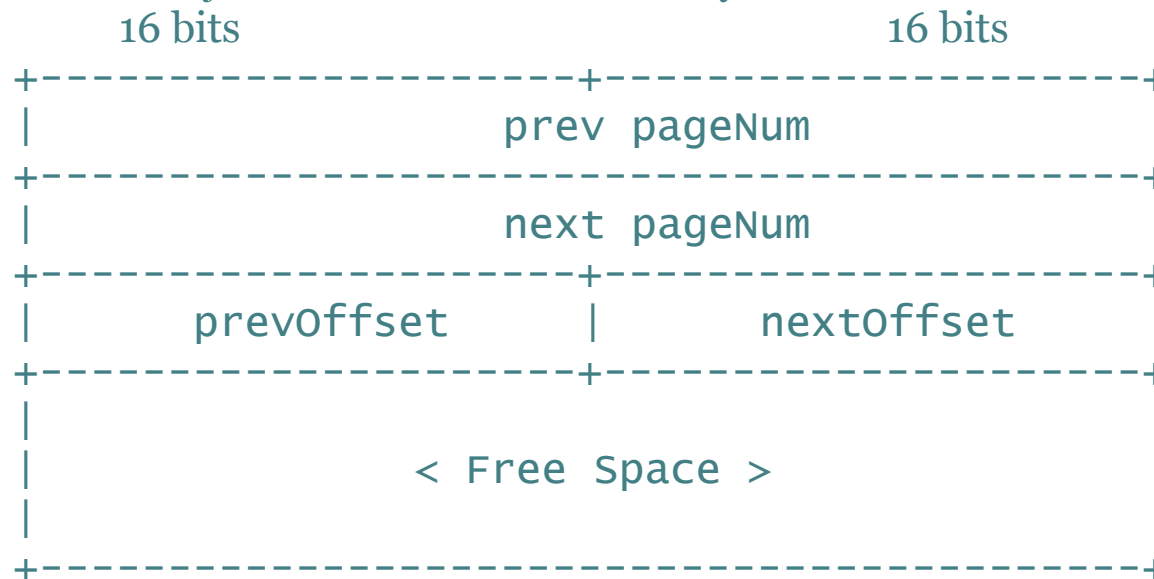 16 bits 16 bits
+----------------------+----------------------+
| prev pageNum
+---------------------------------------------+
| next pageNum
+----------------------+----------------------+
| prevOffset | nextOffset
+----------------------+----------------------+
|
| < Free Space >
|
+---------------------------------------------+